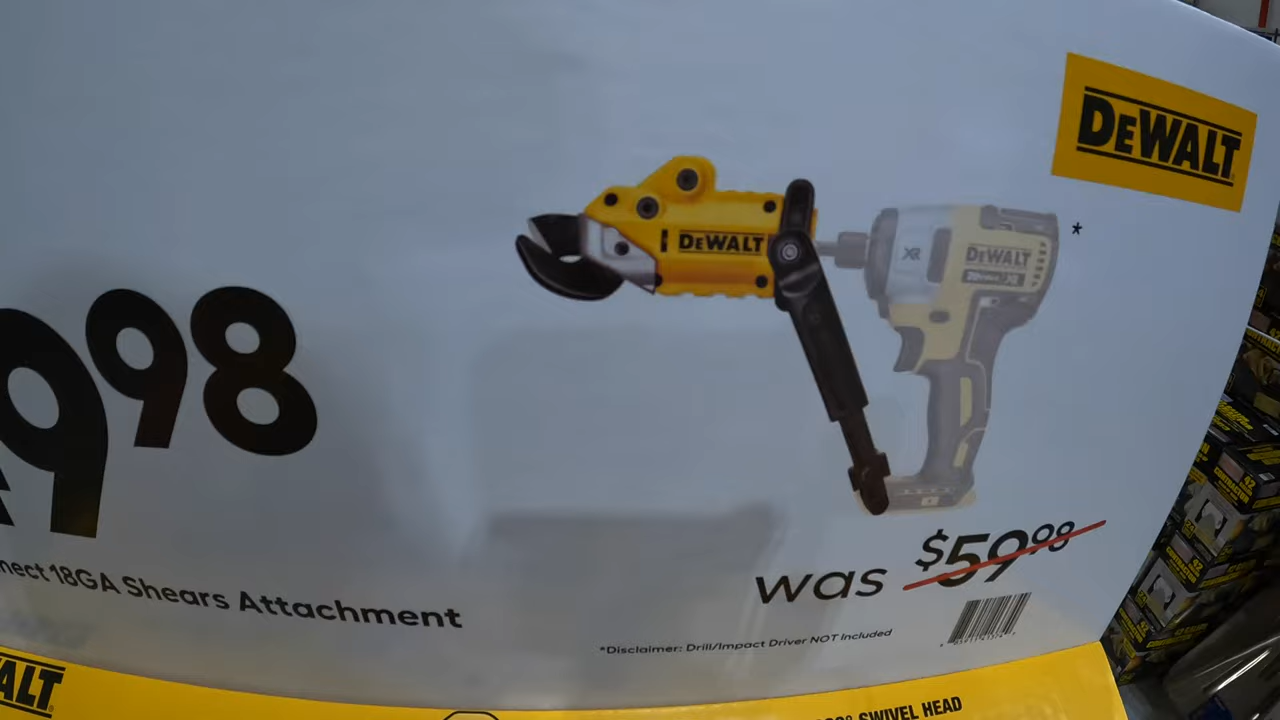 DEWALT
DEWALT
XR
DEWALT
*
998
nect 18GA Shears Attachment
was $5998
*Disclaimer: Drill/Impact Driver NOT Included
ALT
SWIVEL HEAD